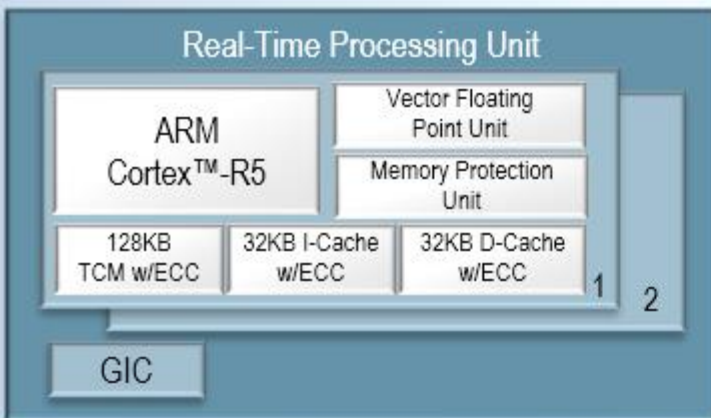 Real-Time Processing Unit
ARM
Cortex™-R5
Vector Floating
Point Unit
Memory Protection
Unit
128KB
TCM w/ECC
32KB I-Cache
w/ECC
32KB D-Cache
w/ECC
1
2
GIC